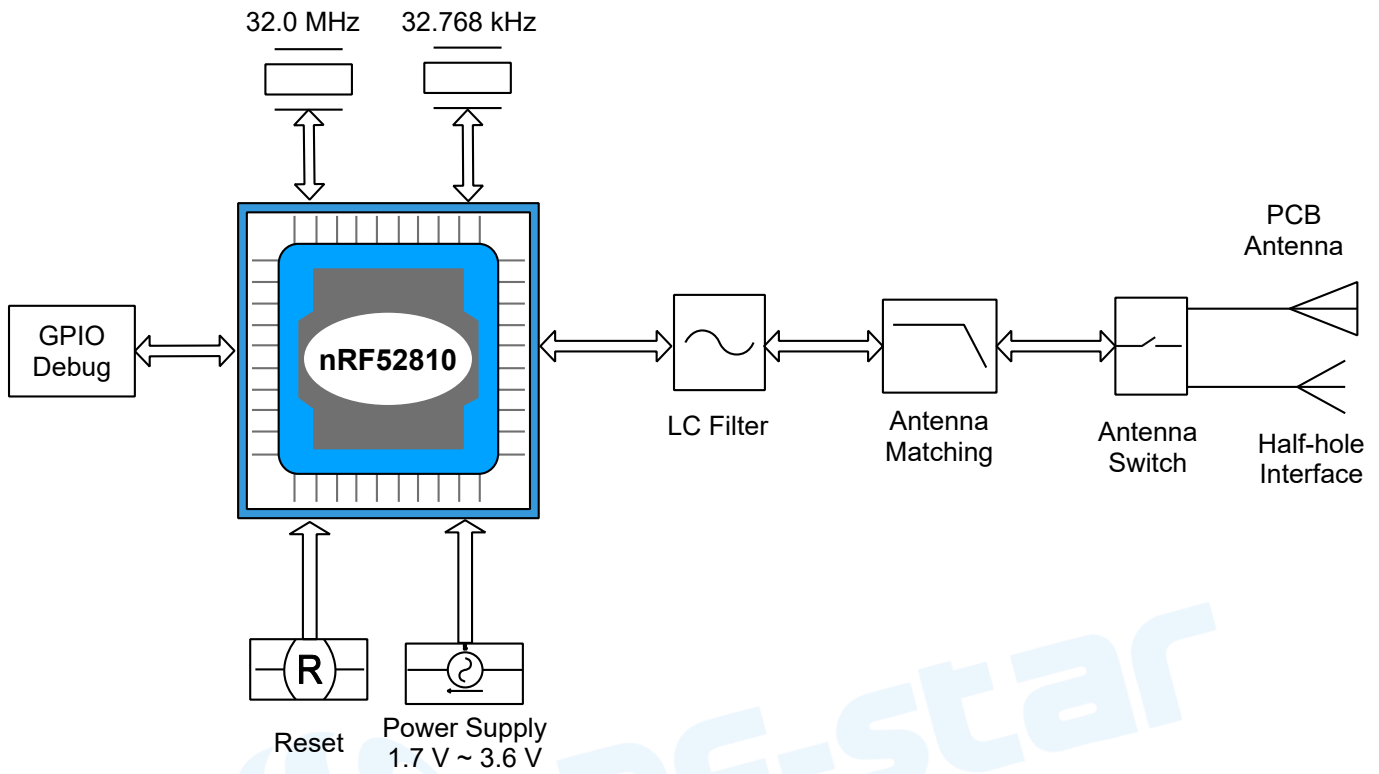 32.0 MHz
32.768 kHz
PCB
Antenna
GPIO
Debug
nRF52810
LC Filter
Antenna
Matching
Antenna
Switch
Half-hole
Interface
R
Reset
Power Supply
1.7 V ~ 3.6 V